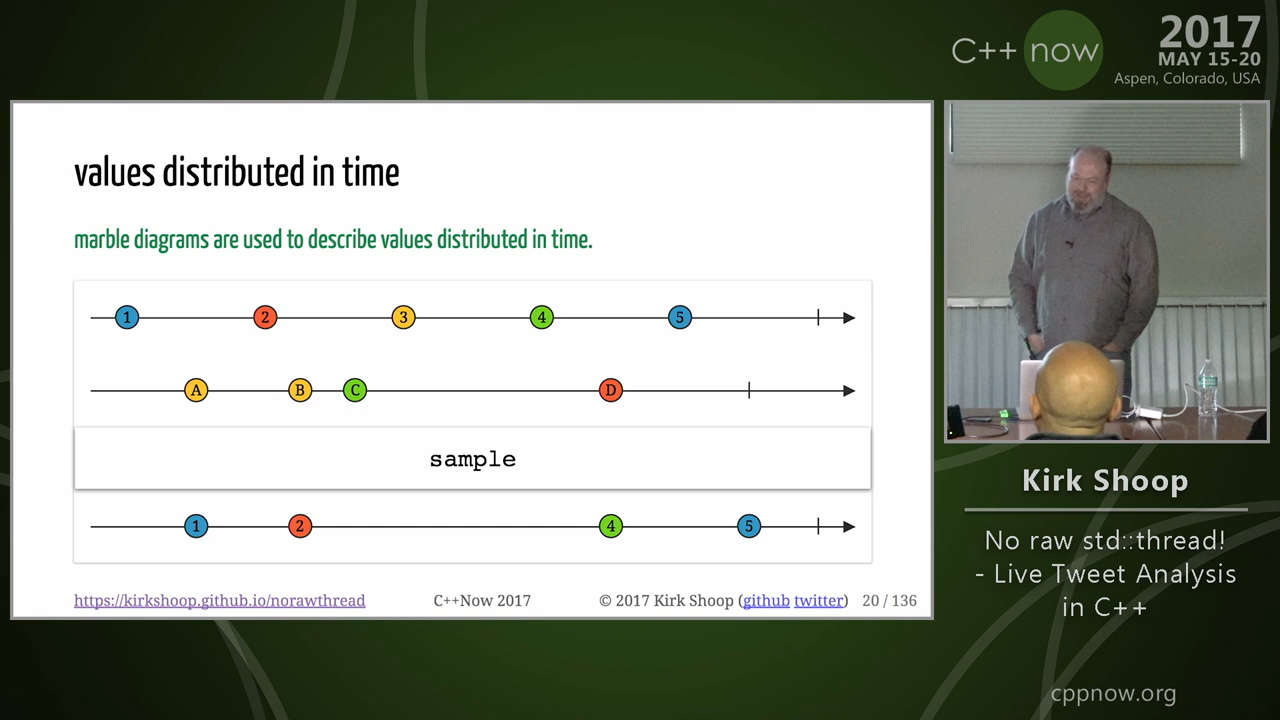 C++ now
2017
MAY 15-20
Aspen, Colorado, USA
values distributed in time
marble diagrams are used to describe values distributed in time.
1 2 3 4 5
A B C D
sample
1 2 4 5
https://kirkshoop.github.io/norawthread C++Now 2017 © 2017 Kirk Shoop (github twitter) 20 / 136
Kirk Shoop
No raw std::thread!
- Live Tweet Analysis
in C++
cppnow.org